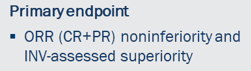 Primary endpoint
▪ ORR (CR+PR) noninferiority and
INV-assessed superiority